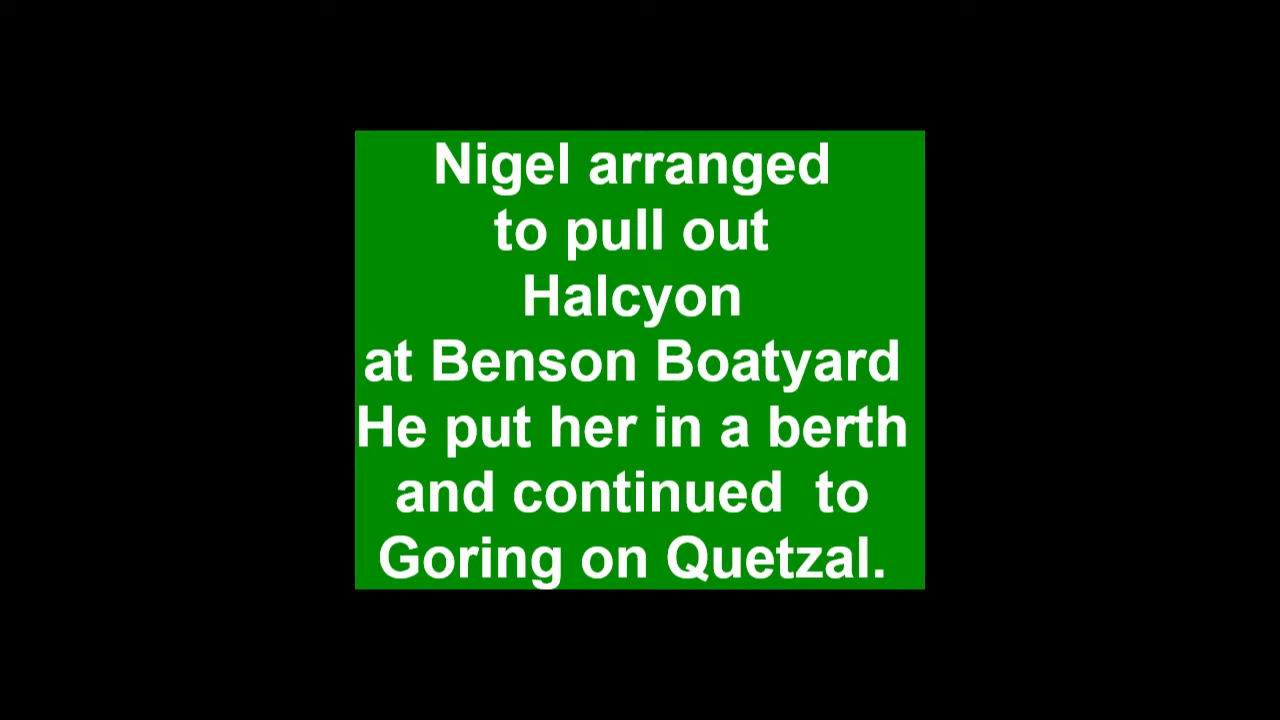 Nigel arranged
to pull out
Halcyon
at Benson Boatyard
He put her in a berth
and continued  to
Goring on Quetzal.